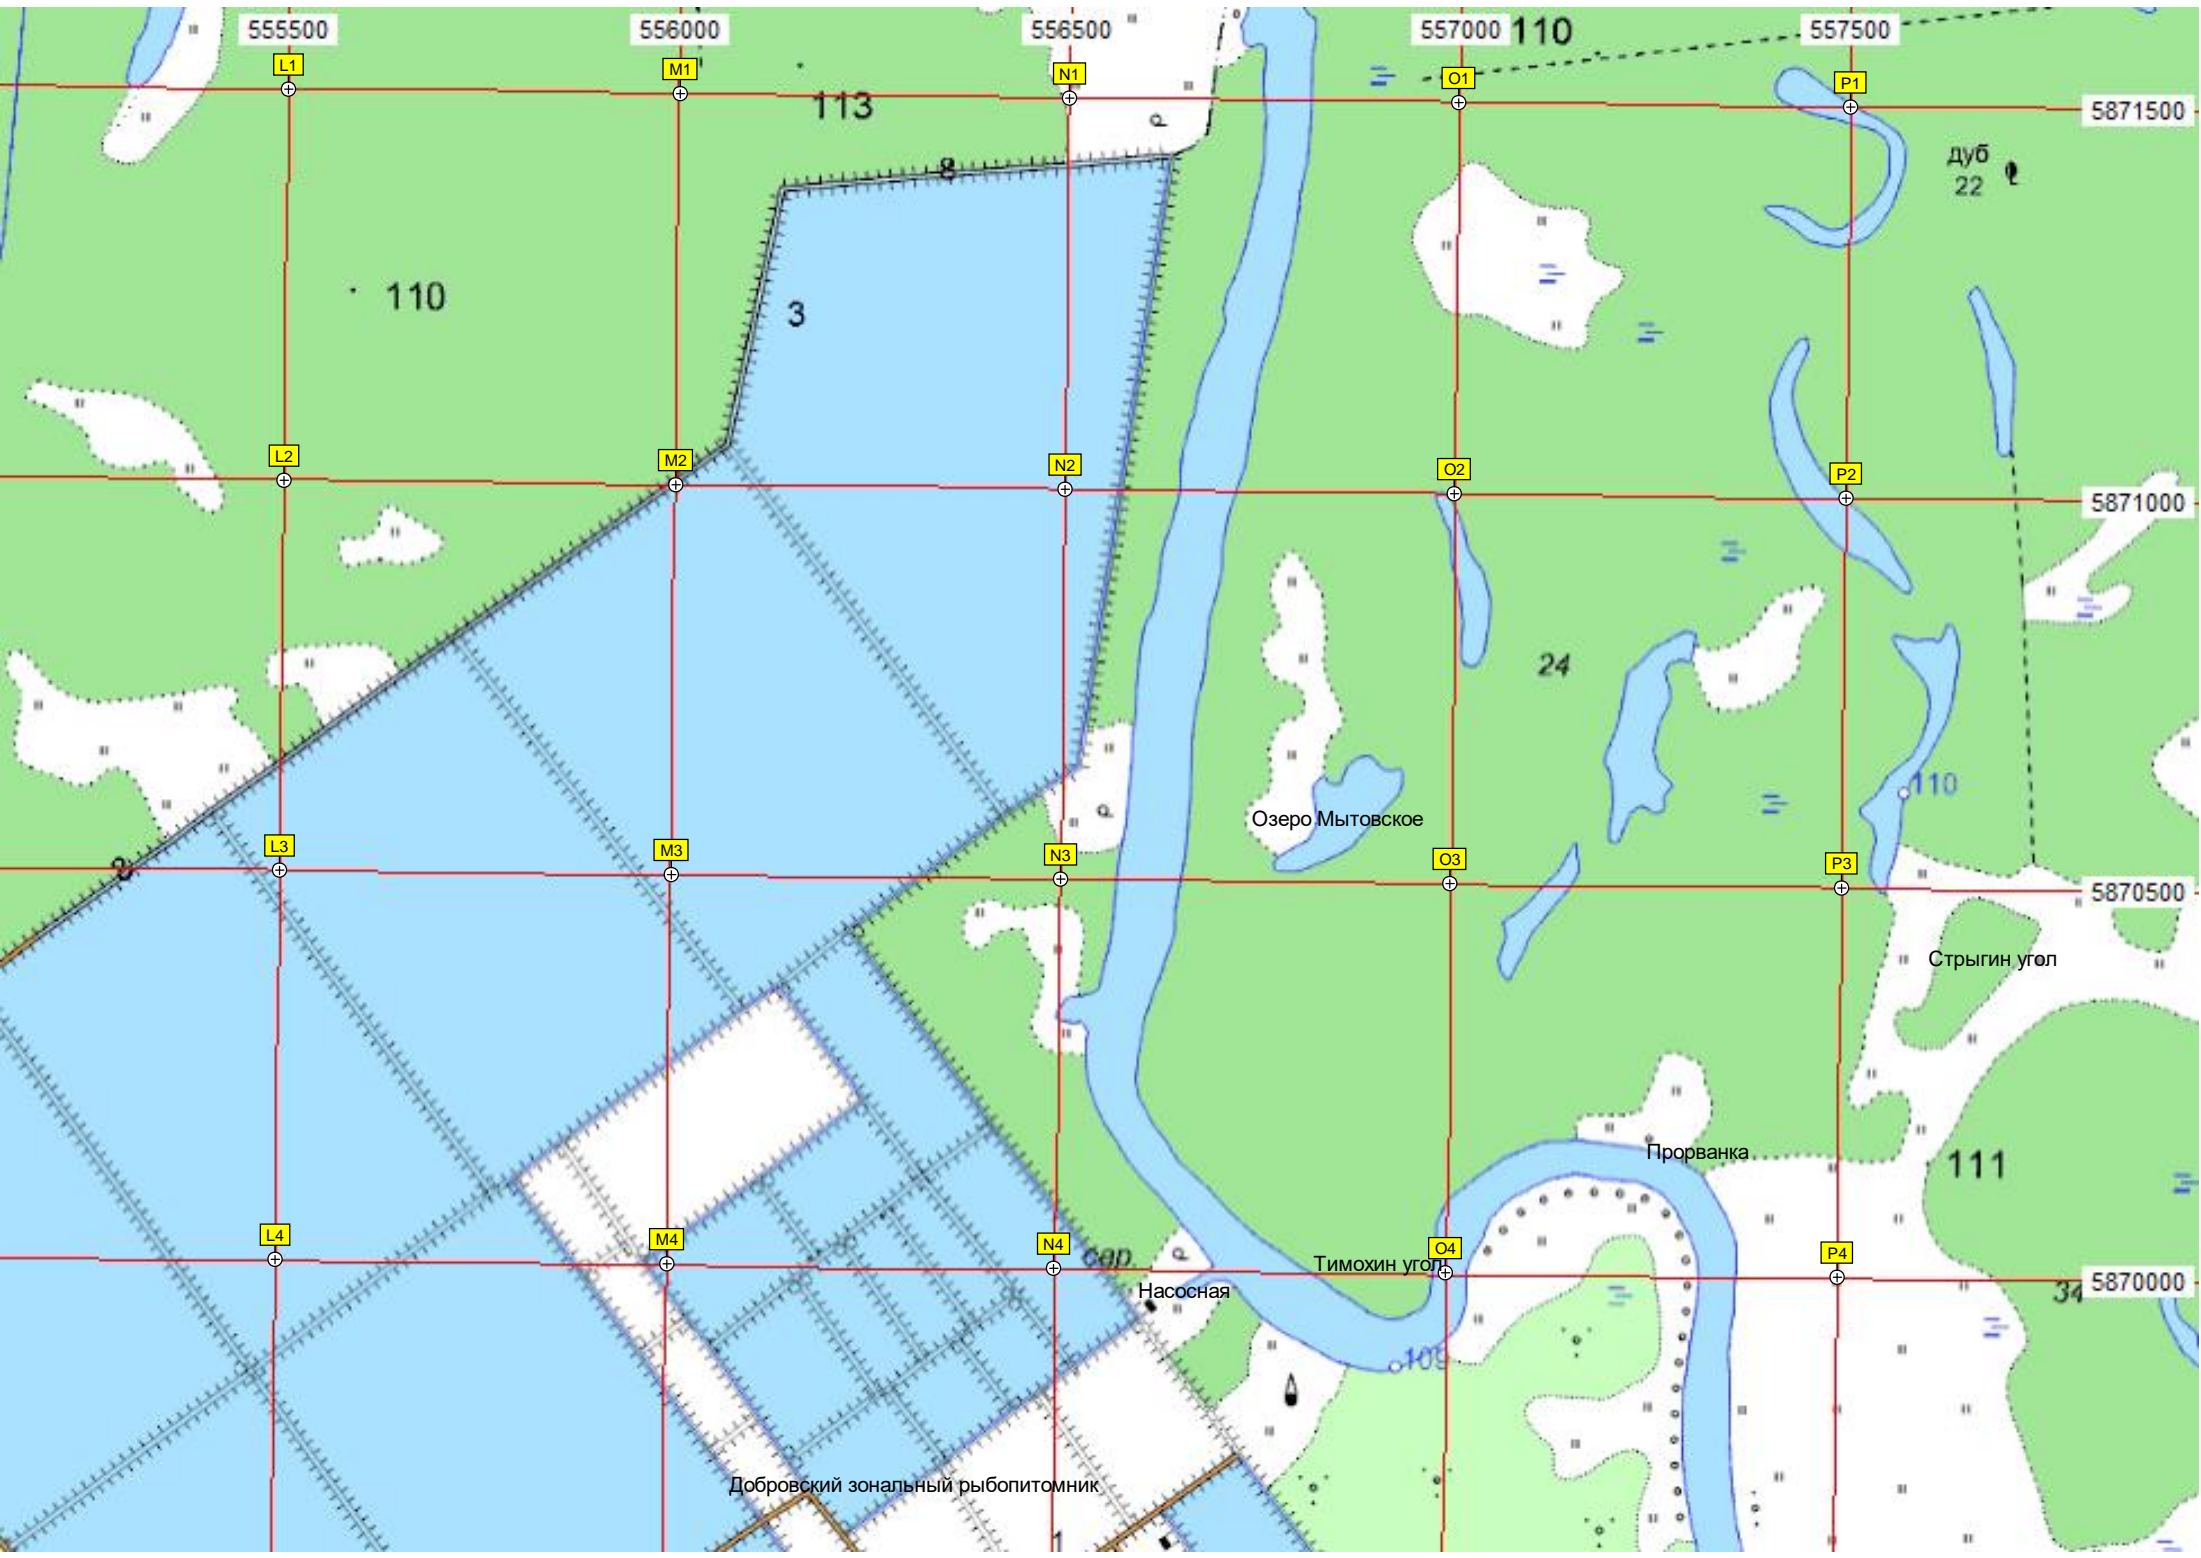 555500 556000 556500 557000 110 557500
L1 M1 N1 O1 P1
113
5871500
дуб
22
8
110
3
L2 M2 N2 O2 P2
5871000
24
110
Озеро Мытовское
L3 M3 N3 O3 P3
5870500
Стрыгин угол
Прорванка
111
L4 M4 N4 O4 P4
сар.
Тимохин угол
Насосная
34
5870000
109
Добровский зональный рыбопитомник
1